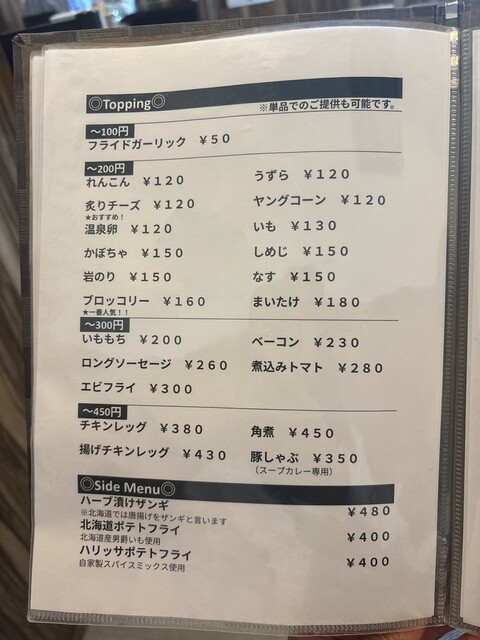 ◎Topping◎
※単品でのご提供も可能です。
～100円
フライドガーリック ￥５０
～200円
れんこん ￥１２０ うずら ￥１２０
炙りチーズ ￥１２０ ヤングコーン ￥１２０
★おすすめ！
温泉卵 ￥１２０ いも ￥１３０
かぼちゃ ￥１５０ しめじ ￥１５０
岩のり ￥１５０ なす ￥１５０
ブロッコリー ￥１６０ まいたけ ￥１８０
★一番人気！！
～300円
いももち ￥２００ ベーコン ￥２３０
ロングソーセージ ￥２６０ 煮込みトマト ￥２８０
エビフライ ￥３００
～450円
チキンレッグ ￥３８０ 角煮 ￥４５０
揚げチキンレッグ ￥４３０ 豚しゃぶ ￥３５０
（スープカレー専用）
◎Side Menu◎
ハーブ漬けザンギ ￥４８０
※北海道では唐揚げをザンギと言います
北海道ポテトフライ ￥４００
北海道産男爵いも使用
ハリッサポテトフライ ￥４００
自家製スパイスミックス使用